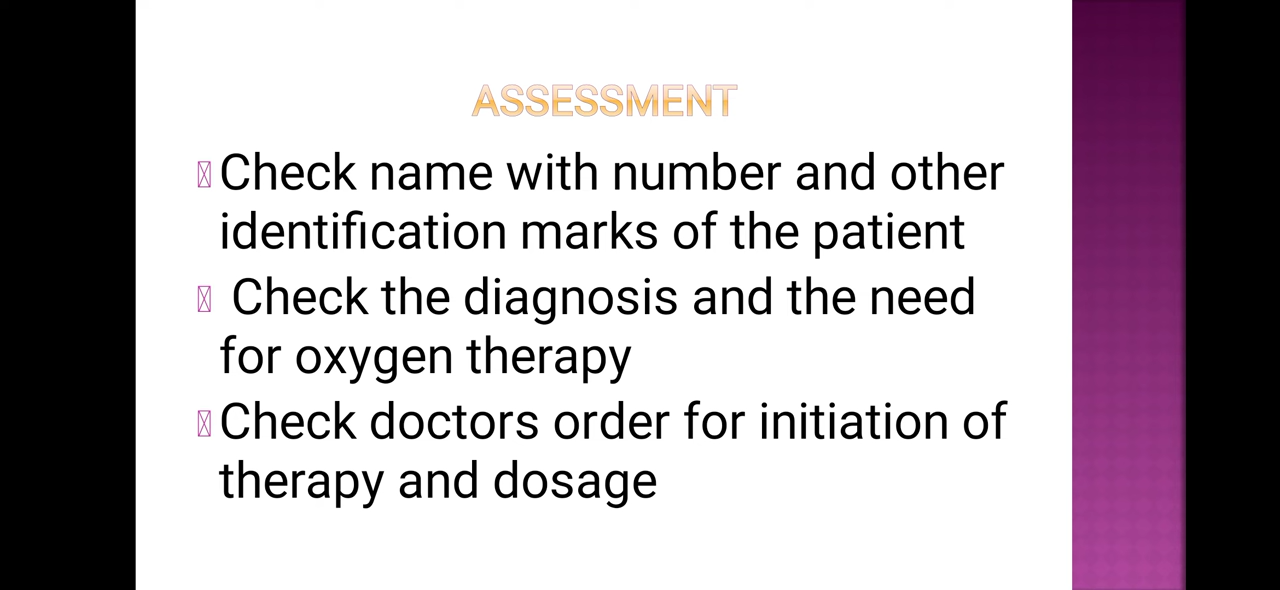 ASSESSMENT
Check name with number and other
identification marks of the patient
Check the diagnosis and the need
for oxygen therapy
Check doctors order for initiation of
therapy and dosage